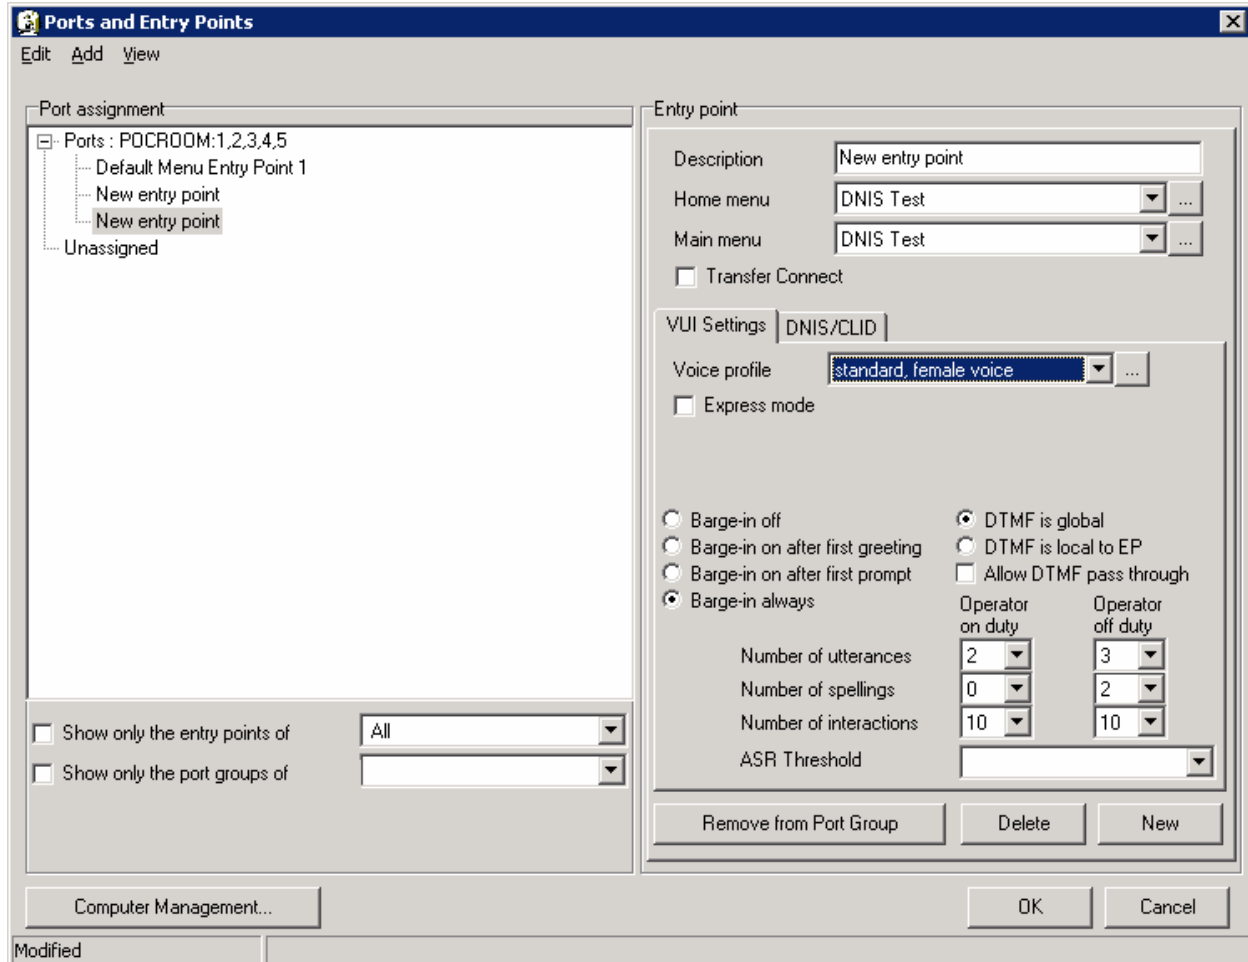 Ports and Entry Points
Edit Add View
Port assignment
Ports : POCROOM:1,2,3,4,5
Default Menu Entry Point 1
New entry point
New entry point
Unassigned
Show only the entry points of All
Show only the port groups of
Entry point
Description New entry point
Home menu DNIS Test ...
Main menu DNIS Test ...
Transfer Connect
VUI Settings DNIS/CLID
Voice profile standard, female voice ...
Express mode
Barge-in off DTMF is global
Barge-in on after first greeting DTMF is local to EP
Barge-in on after first prompt Allow DTMF pass through
Barge-in always
Operator Operator
on duty off duty
Number of utterances 2 3
Number of spellings 0 2
Number of interactions 10 10
ASR Threshold
Remove from Port Group Delete New
Computer Management... OK Cancel
Modified